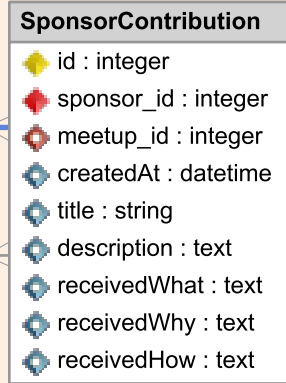 SponsorContribution
id : integer
sponsor_id : integer
meetup_id : integer
createdAt : datetime
title : string
description : text
receivedWhat : text
receivedWhy : text
receivedHow : text